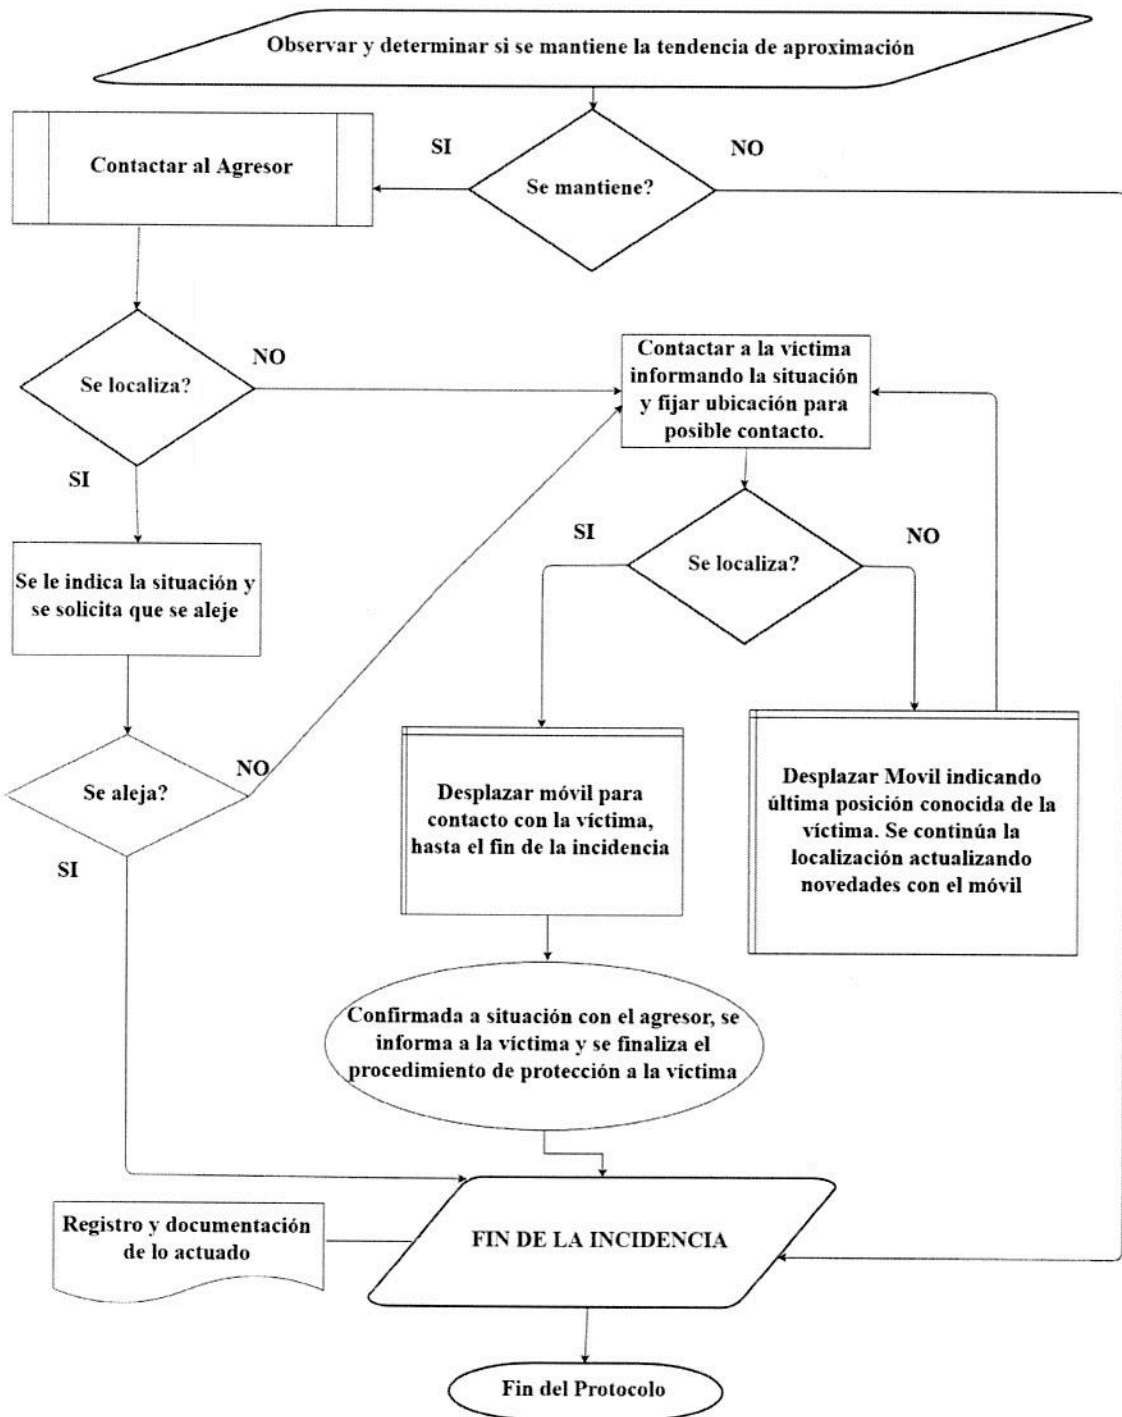 Observar y determinar si se mantiene la tendencia de aproximación
SI
NO
Contactar al Agresor
Se mantiene?
Se localiza?
NO
SI
Contactar a la víctima
informando la situación
y fijar ubicación para
posible contacto.
Se le indica la situación y
se solicita que se aleje
SI
NO
Se localiza?
Se aleja?
NO
SI
Desplazar móvil para
contacto con la víctima,
hasta el fin de la incidencia
Desplazar Movil indicando
última posición conocida de la
víctima. Se continúa la
localización actualizando
novedades con el móvil
Confirmada a situación con el agresor, se
informa a la víctima y se finaliza el
procedimiento de protección a la víctima
Registro y documentación
de lo actuado
FIN DE LA INCIDENCIA
Fin del Protocolo